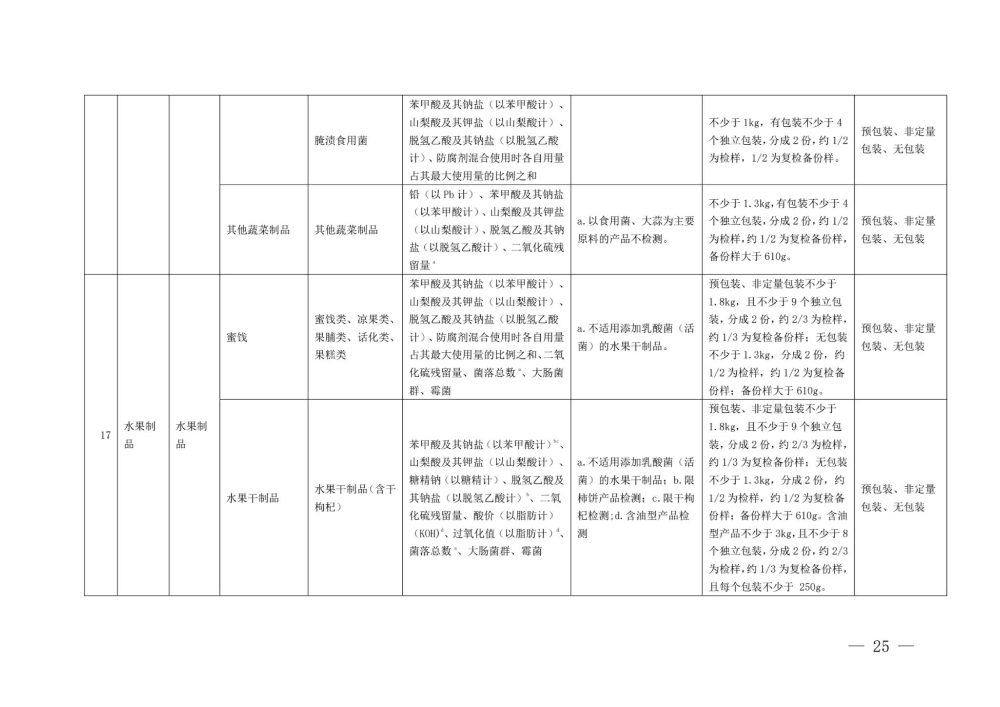 腌渍食用菌
苯甲酸及其钠盐（以苯甲酸计）、
山梨酸及其钾盐（以山梨酸计）、
脱氢乙酸及其钠盐（以脱氢乙酸
计）、防腐剂混合使用时各自用量
占其最大使用量的比例之和
不少于 1kg，有包装不少于 4
个独立包装，分成 2 份，约 1/2
为检样，1/2 为复检备份样。
预包装、非定量
包装、无包装
其他蔬菜制品
其他蔬菜制品
铅（以 Pb 计）、苯甲酸及其钠盐
（以苯甲酸计）、山梨酸及其钾盐
（以山梨酸计）、脱氢乙酸及其钠
盐（以脱氢乙酸计）、二氧化硫残
留量 a
a.以食用菌、大蒜为主要
原料的产品不检测。
不少于 1.3kg，有包装不少于 4
个独立包装，分成 2 份，约 1/2
为检样，约 1/2 为复检备份样，
备份样大于 610g。
预包装、非定量
包装、无包装
17
水果制
品
水果制
品
蜜饯
蜜饯类、凉果类、
果脯类、话化类、
果糕类
苯甲酸及其钠盐（以苯甲酸计）、
山梨酸及其钾盐（以山梨酸计）、
脱氢乙酸及其钠盐（以脱氢乙酸
计）、防腐剂混合使用时各自用量
占其最大使用量的比例之和、二氧
化硫残留量、菌落总数 a、大肠菌
群、霉菌
a.不适用添加乳酸菌（活
菌）的水果干制品。
预包装、非定量包装不少于
1.8kg，且不少于 9 个独立包
装，分成 2 份，约 2/3 为检样，
约 1/3 为复检备份样；无包装
不少于 1.3kg，分成 2 份，约
1/2 为检样，约 1/2 为复检备
份样；备份样大于 610g。
预包装、非定量
包装、无包装
水果干制品
水果干制品（含干
枸杞）
苯甲酸及其钠盐（以苯甲酸计）bc、
山梨酸及其钾盐（以山梨酸计）、
糖精钠（以糖精计）、脱氢乙酸及
其钠盐（以脱氢乙酸计）b、二氧
化硫残留量、酸价（以脂肪计）
（KOH)d、过氧化值（以脂肪计）d、
菌落总数 a、大肠菌群、霉菌
a.不适用添加乳酸菌（活
菌）的水果干制品；b.限
柿饼产品检测；c.限干枸
杞检测;d.含油型产品检
测
预包装、非定量包装不少于
1.8kg，且不少于 9 个独立包
装，分成 2 份，约 2/3 为检样，
约 1/3 为复检备份样；无包装
不少于 1.3kg，分成 2 份，约
1/2 为检样，约 1/2 为复检备
份样；备份样大于 610g。含油
型产品不少于 3kg，且不少于 8
个独立包装，分成 2 份，约 2/3
为检样，约 1/3 为复检备份样，
且每个包装不少于 250g。
预包装、非定量
包装、无包装
— 25 —